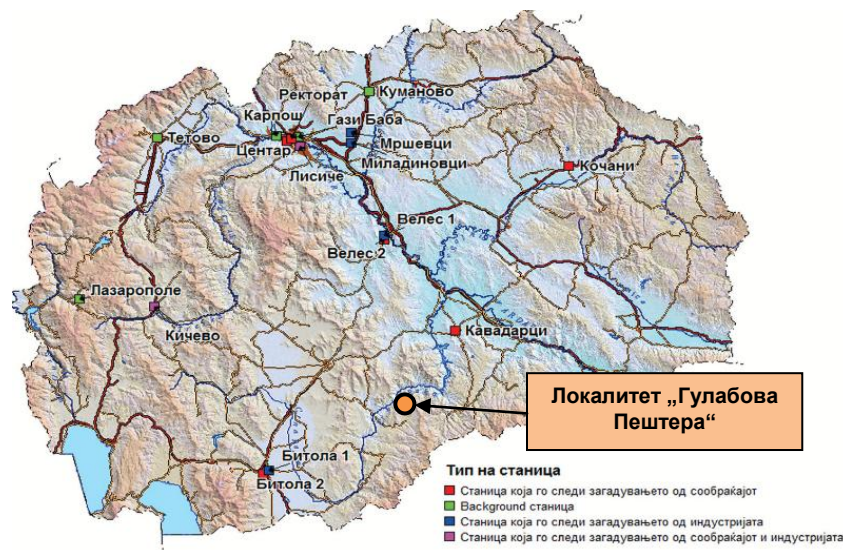 Ректорат
Куманово
Карпош
Гази Баба
Тетово
Мршевци
Центар
Миладиновци
Кочани
Лисиче
Велес 1
Велес 2
Лазарополе
Кичево
Кавадарци
Локалитет „Гулабова
Пештера“
Битола 1
Битола 2
Тип на станица
Станица која го следи загадувањето од сообраќајот
Background станица
Станица која го следи загадувањето од индустријата
Станица која го следи загадувањето од сообраќајот и индустријата